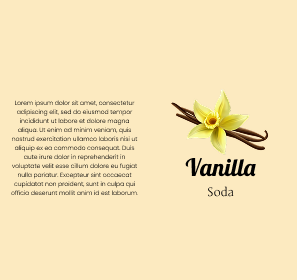 Lorem ipsum dolor sit amet, consectetur
adipiscing elit, sed do eiusmod tempor
incididunt ut labore et dolore magna
aliqua. Ut enim ad minim veniam, quis
nostrud exercitation ullamco laboris nisi ut
aliquip ex ea commodo consequat. Duis
aute irure dolor in reprehenderit in
voluptate velit esse cillum dolore eu fugiat
nulla pariatur. Excepteur sint occaecat
cupidatat non proident, sunt in culpa qui
officia deserunt mollit anim id est laborum.
Vanilla
Soda